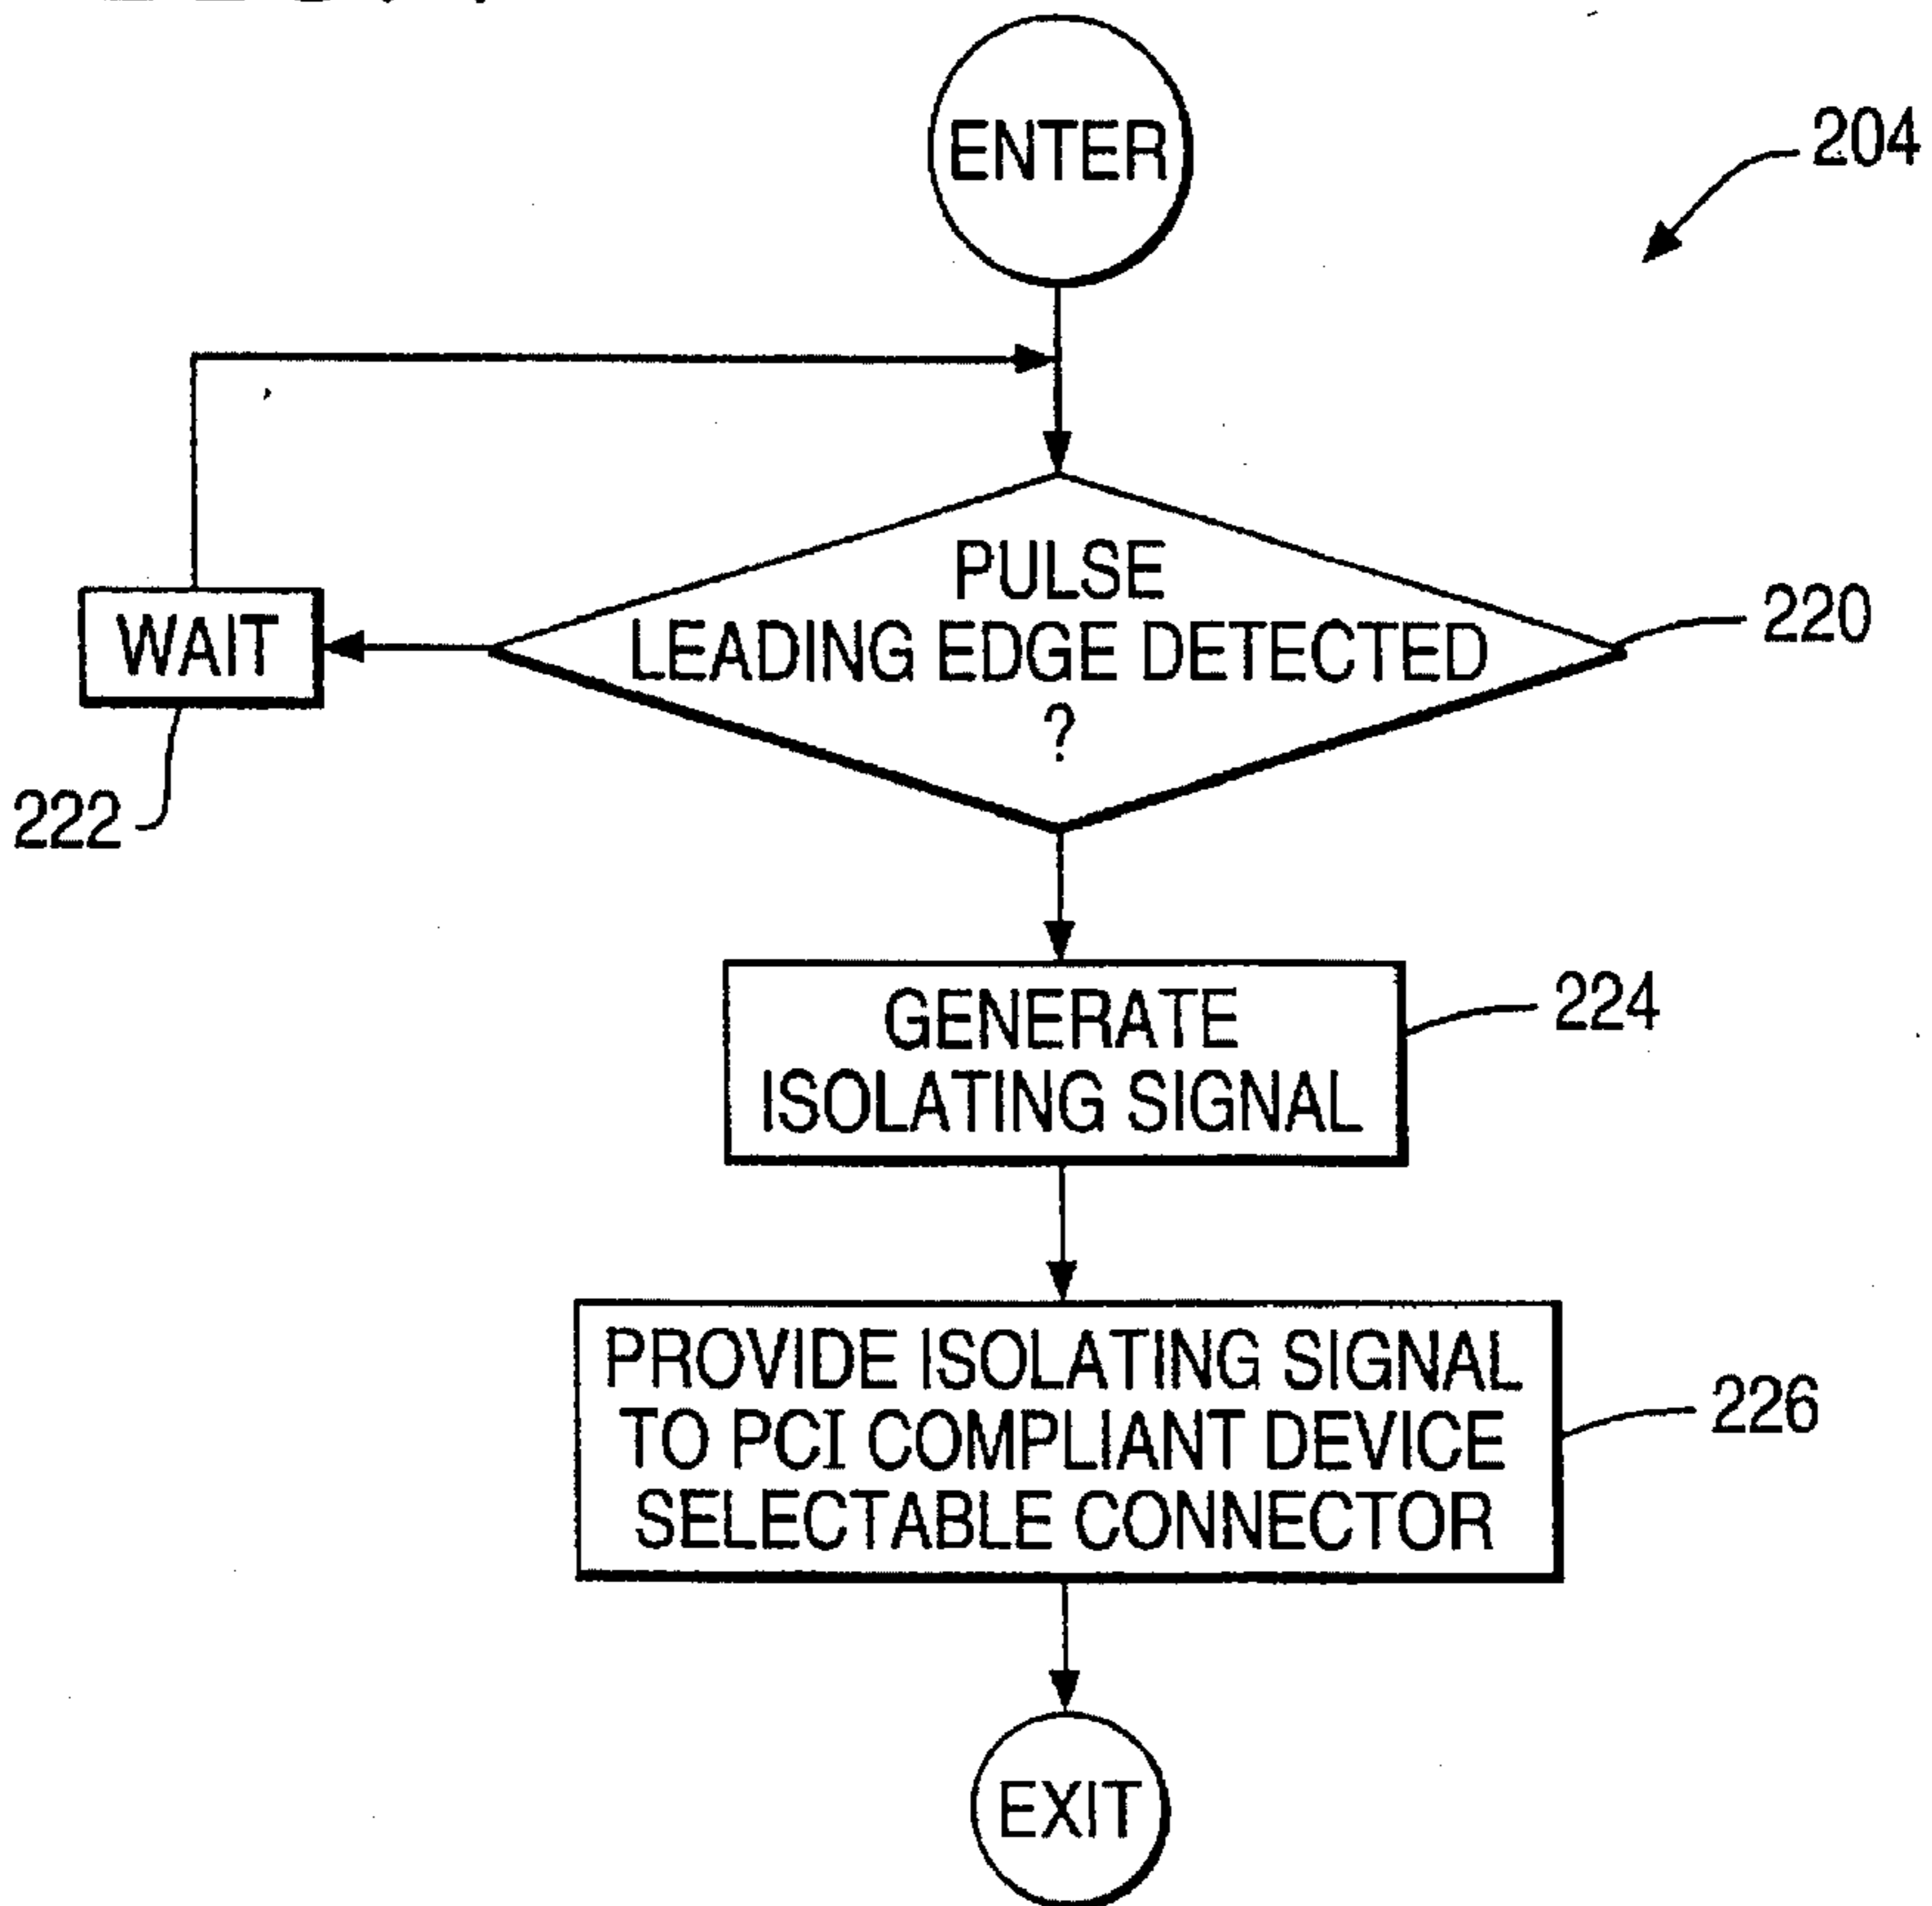 ENTER
204
PULSE
LEADING EDGE DETECTED
?
220
WAIT
222
GENERATE
ISOLATING SIGNAL
224
PROVIDE ISOLATING SIGNAL
TO PCI COMPLIANT DEVICE
SELECTABLE CONNECTOR
226
EXIT